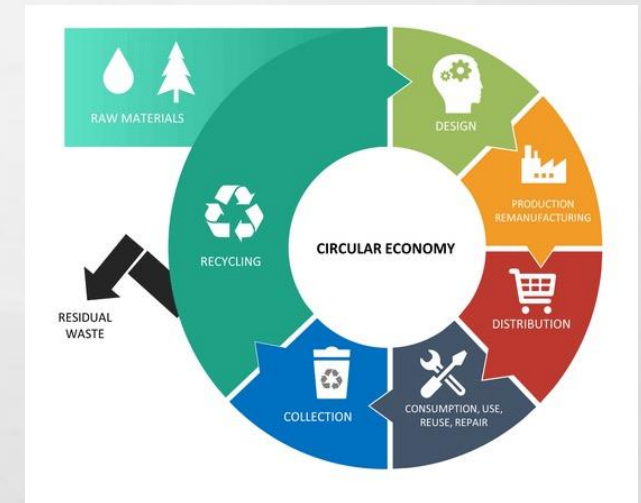 RAW MATERIALS
DESIGN
PRODUCTION
REMANUFACTURING
DISTRIBUTION
CONSUMPTION, USE,
REUSE, REPAIR
COLLECTION
RECYCLING
RESIDUAL
WASTE
CIRCULAR ECONOMY